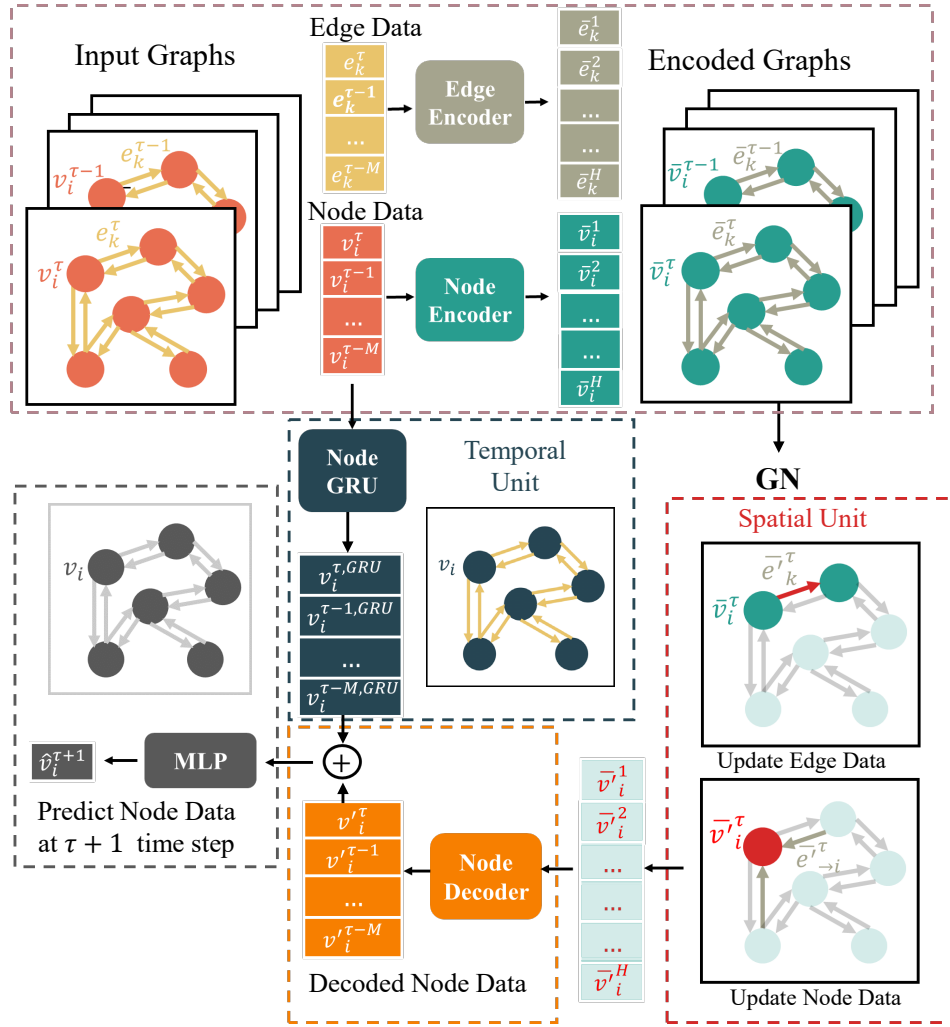 Input Graphs
Edge Data
Encoded Graphs
e_k^τ
e_k^{τ-1}
...
e_k^{τ-M}
Edge
Encoder
ē_k^1
ē_k^2
...
...
ē_k^H
v_i^{τ-1}
e_k^{τ-1}
v_i^τ
e_k^τ
Node Data
v_i^τ
v_i^{τ-1}
...
v_i^{τ-M}
Node
Encoder
v̄_i^1
v̄_i^2
...
...
v̄_i^H
v̄_i^{τ-1}
ē_k^{τ-1}
v̄_i^τ
ē_k^τ
Node
GRU
Temporal
Unit
v_i^{τ,GRU}
v_i^{τ-1,GRU}
...
v_i^{τ-M,GRU}
v_i
v_i
GN
Spatial Unit
e̅'_k^τ
v̄_i^τ
Update Edge Data
v̅'_i^τ
e̅'_{→i}^τ
Update Node Data
v̅'_i^1
v̅'_i^2
...
...
...
v̅'_i^H
Node
Decoder
v'_i^τ
v'_i^{τ-1}
...
v'_i^{τ-M}
Decoded Node Data
+
MLP
v̂_i^{τ+1}
Predict Node Data
at τ + 1 time step